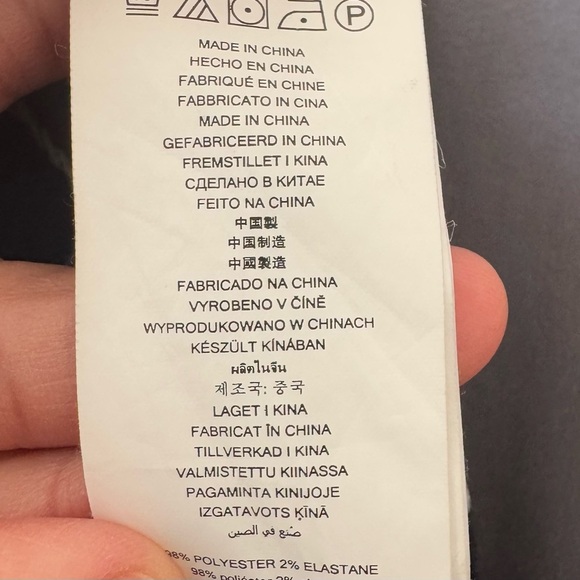 P
MADE IN CHINA
HECHO EN CHINA
FABRIQUÉ EN CHINE
FABBRICATO IN CINA
MADE IN CHINA
GEFABRICEERD IN CHINA
FREMSTILLET I KINA
СДЕЛАНО В КИТАЕ
FEITO NA CHINA
中国製
中国制造
中國製造
FABRICADO NA CHINA
VYROBENO V ČÍNĚ
WYPRODUKOWANO W CHINACH
KÉSZÜLT KÍNÁBAN
ผลิตในจีน
제조국: 중국
LAGET I KINA
FABRICAT ÎN CHINA
TILLVERKAD I KINA
VALMISTETTU KIINASSA
PAGAMINTA KINIJOJE
IZGATAVOTS ĶĪNĀ
صنع في الصين
98% POLYESTER 2% ELASTANE
98% poliéster 2%